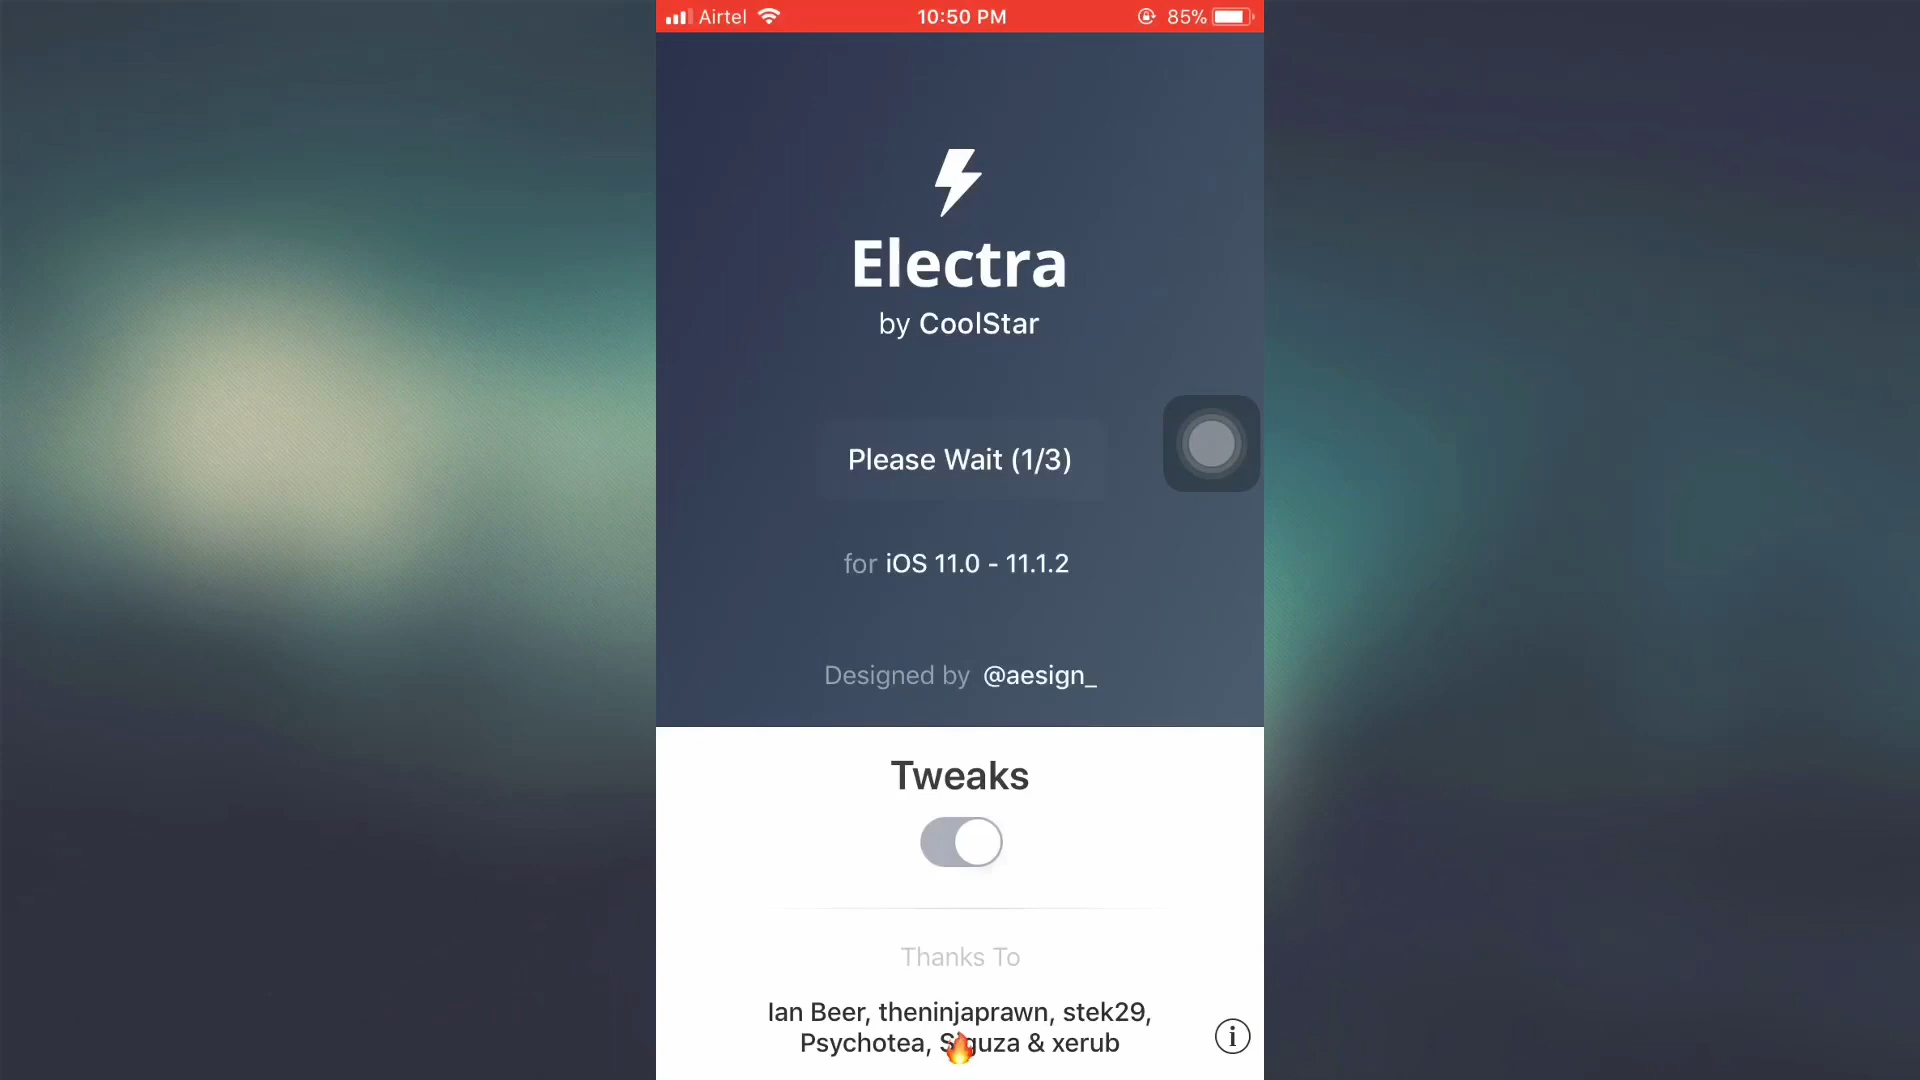 Airtel 10:50 PM 85%
Electra
by CoolStar
Please Wait (1/3)
for iOS 11.0 - 11.1.2
Designed by @aesign_
Tweaks
Thanks To
Ian Beer, theninjaprawn, stek29,
Psychotea, Siguza & xerub
i